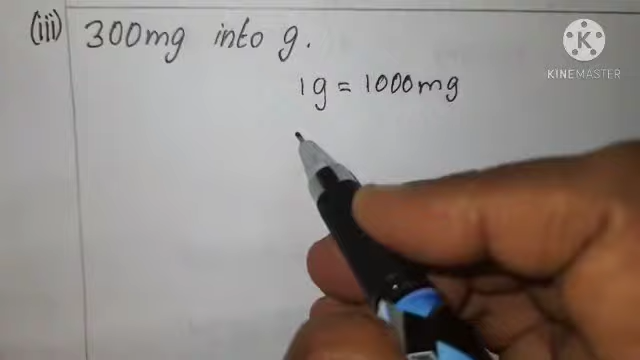 (iii) 300mg into g.
1g = 1000mg
KINEMASTER